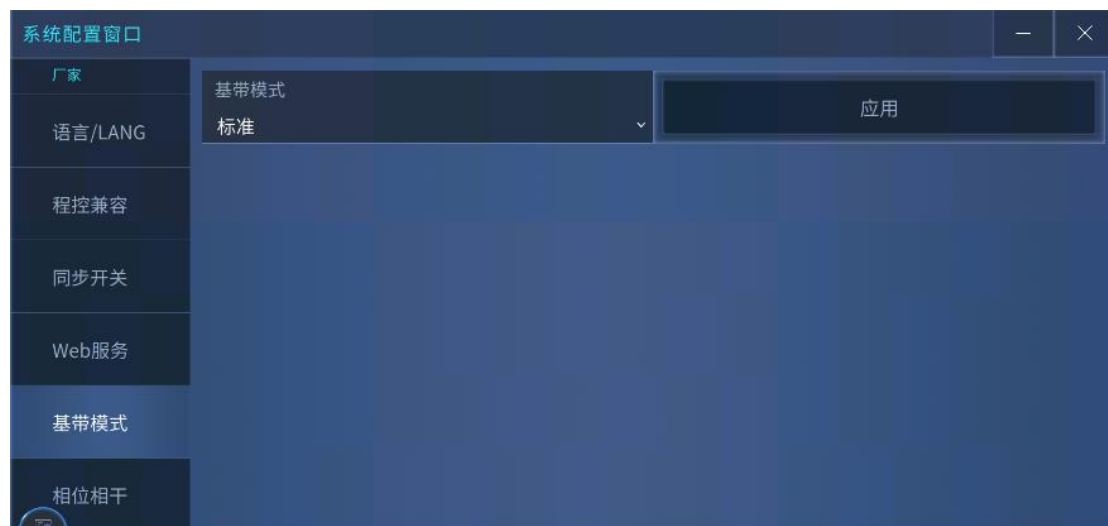 系统配置窗口
厂家
语言/LANG
程控兼容
同步开关
Web服务
基带模式
相位相干
基带模式
标准
应用